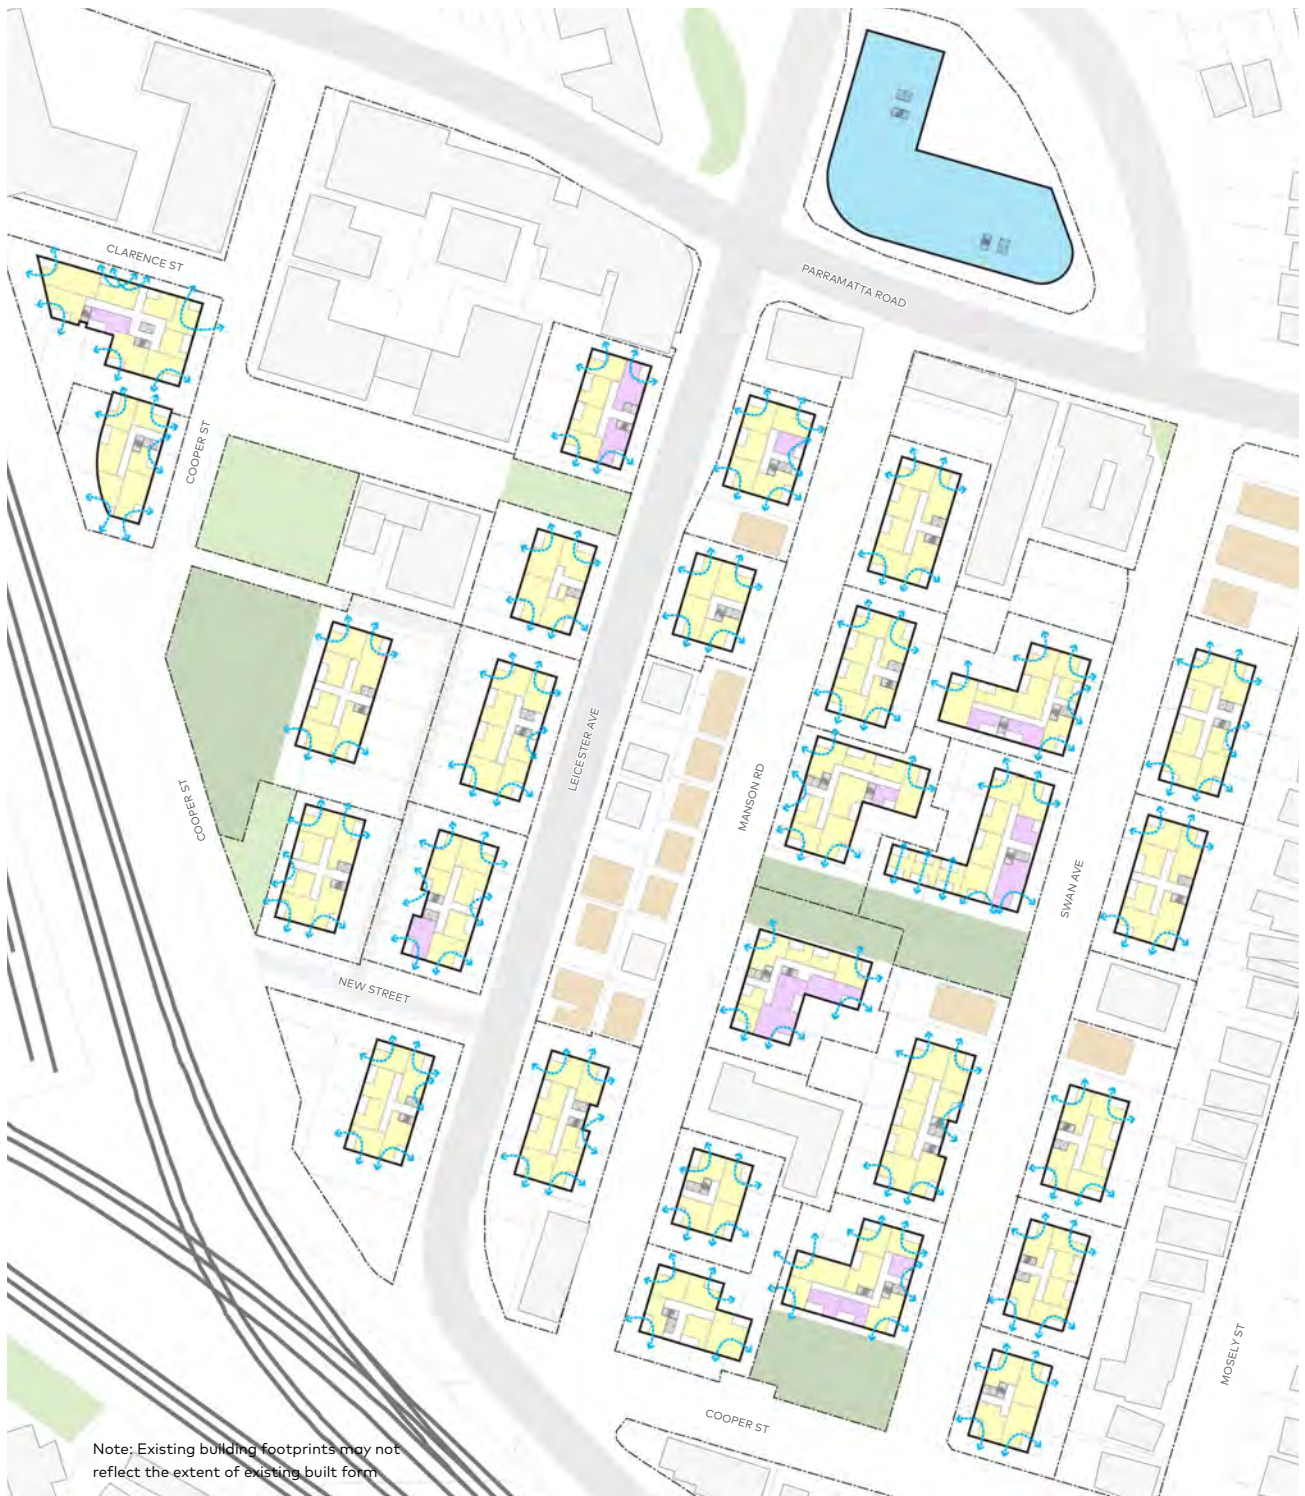 CLARENCE ST
PARRAMATTA ROAD
COOPER ST
LEICESTER AVE
MANSON RD
COOPER ST
SWAN AVE
NEW STREET
MOSELY ST
COOPER ST
Note: Existing building footprints may not
reflect the extent of existing built form